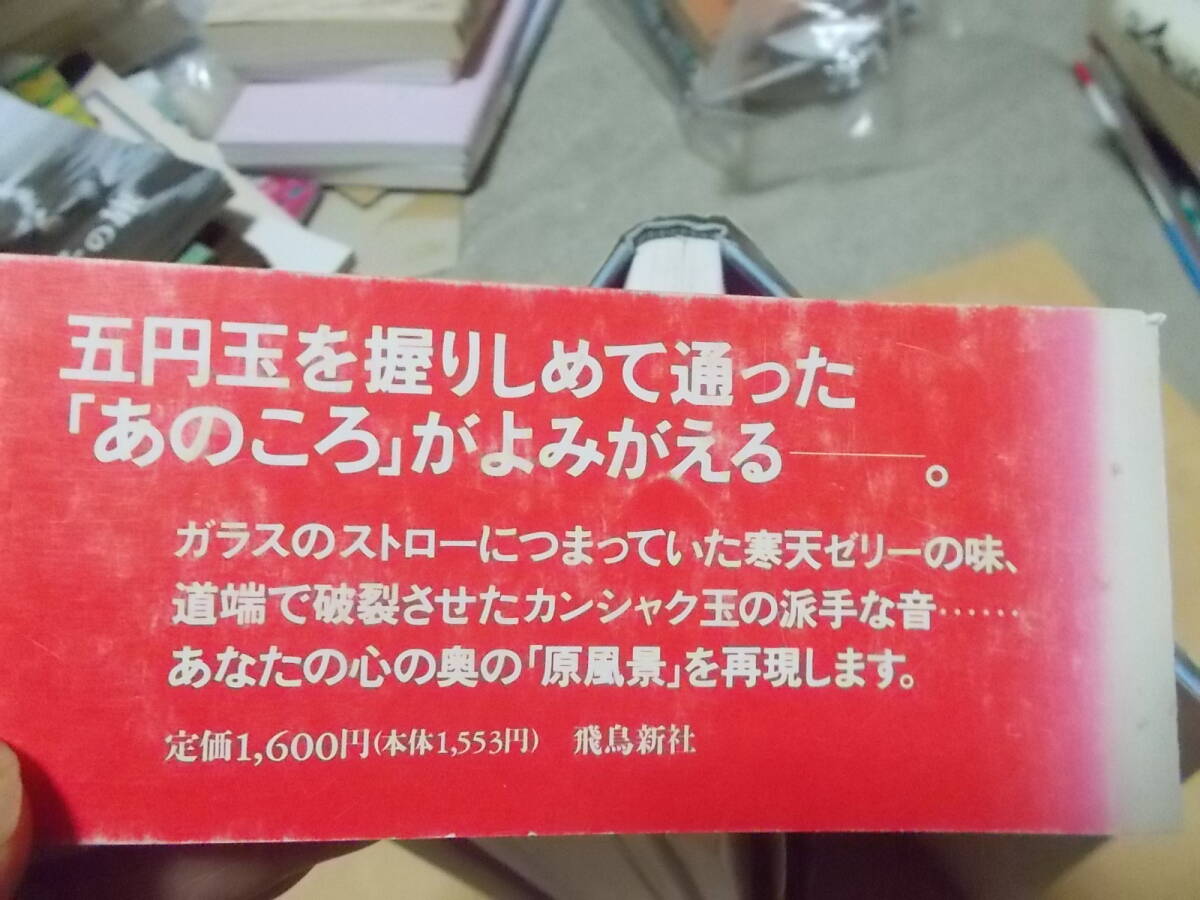 五円玉を握りしめて通った
「あのころ」がよみがえる――。
ガラスのストローにつまっていた寒天ゼリーの味、
道端で破裂させたカンシャク玉の派手な音……
あなたの心の奥の「原風景」を再現します。
定価1,600円(本体1,553円) 飛鳥新社